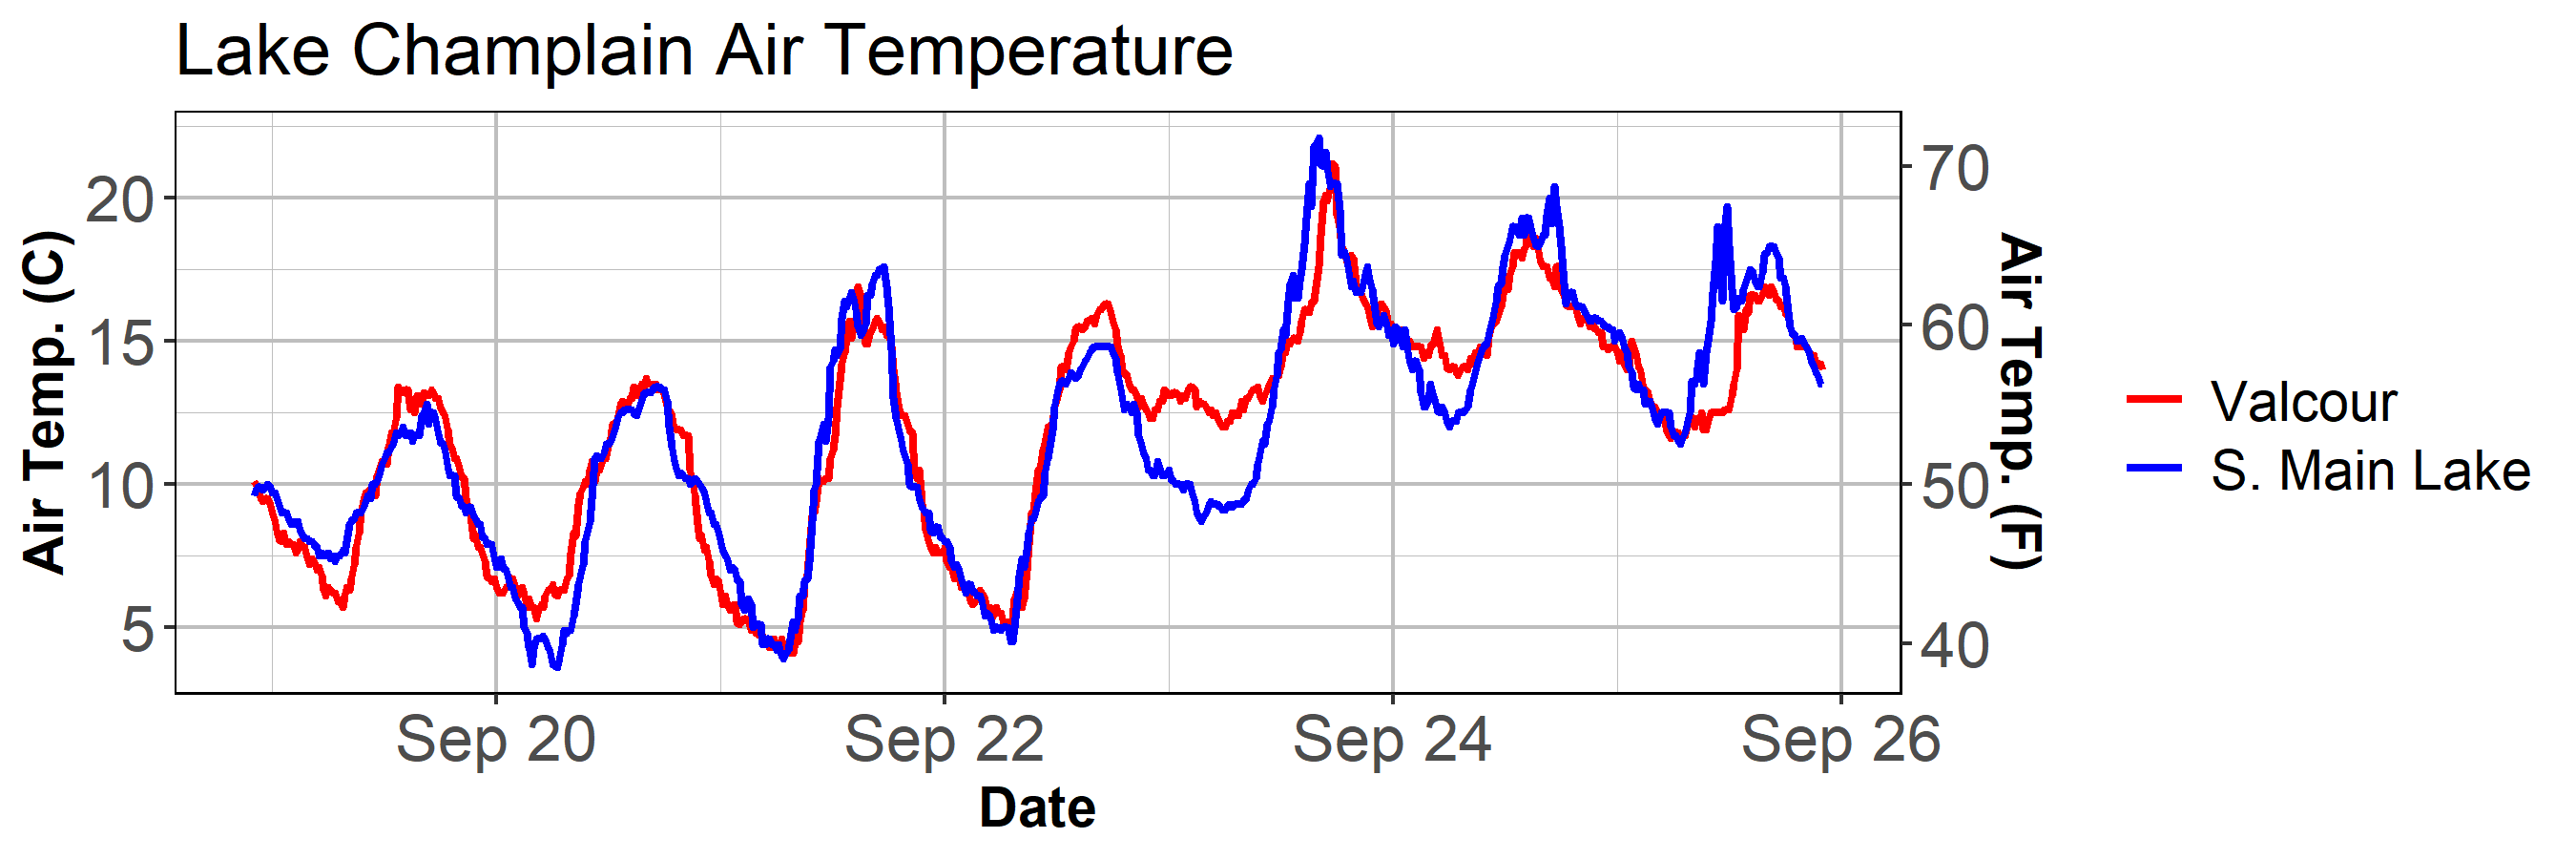 Lake Champlain Air Temperature
Air Temp. (C)
20
15
10
5
70
60
50
40
Air Temp. (F)
Sep 20
Sep 22
Sep 24
Sep 26
Date
Valcour
S. Main Lake